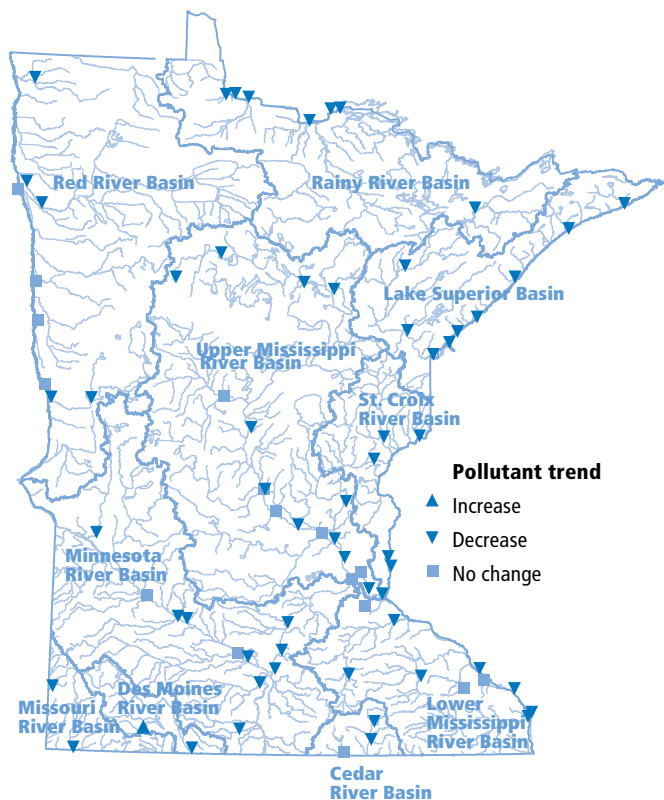 Red River Basin
Rainy River Basin
Lake Superior Basin
Upper Mississippi
River Basin
St. Croix
River Basin
Pollutant trend
Increase
Decrease
No change
Minnesota
River Basin
Des Moines
River Basin
Missouri
River Basin
Lower
Mississippi
River Basin
Cedar
River Basin